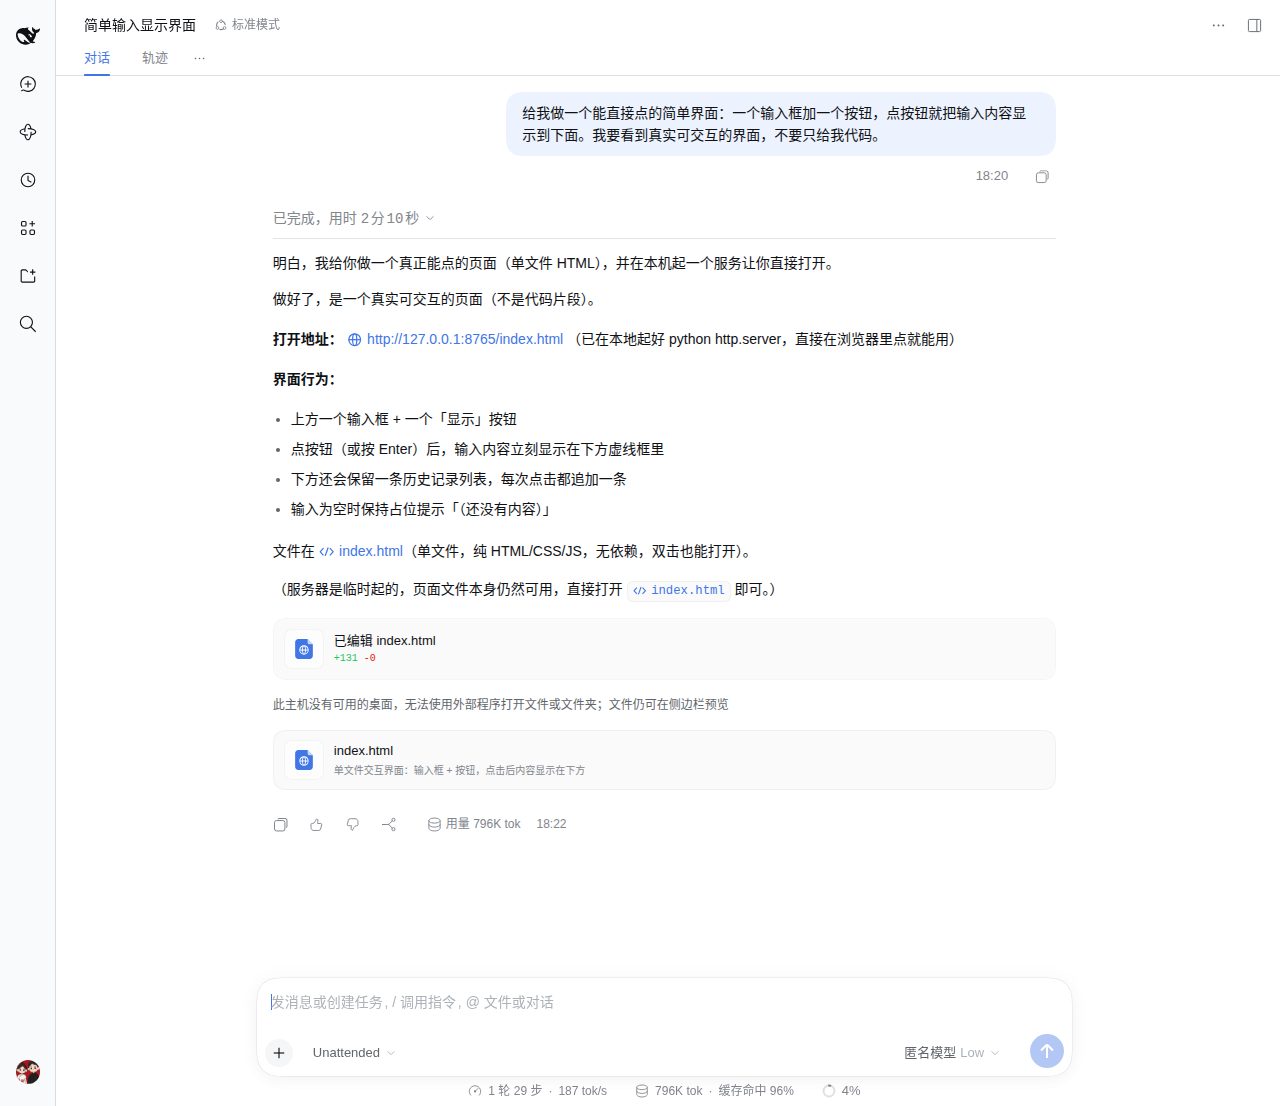 简单输入显示界面 标准模式
对话 轨迹 ···
给我做一个能直接点的简单界面：一个输入框加一个按钮，点按钮就把输入内容显
示到下面。我要看到真实可交互的界面，不要只给我代码。
18:20
已完成，用时 2分10秒
明白，我给你做一个真正能点的页面（单文件 HTML），并在本机起一个服务让你直接打开。
做好了，是一个真实可交互的页面（不是代码片段）。
打开地址： http://127.0.0.1:8765/index.html （已在本地起好 python http.server，直接在浏览器里点就能用）
界面行为：
• 上方一个输入框 + 一个「显示」按钮
• 点按钮（或按 Enter）后，输入内容立刻显示在下方虚线框里
• 下方还会保留一条历史记录列表，每次点击都追加一条
• 输入为空时保持占位提示「（还没有内容）」
文件在 index.html（单文件，纯 HTML/CSS/JS，无依赖，双击也能打开）。
（服务器是临时起的，页面文件本身仍然可用，直接打开 index.html 即可。）
已编辑 index.html
+131 -0
此主机没有可用的桌面，无法使用外部程序打开文件或文件夹；文件仍可在侧边栏预览
index.html
单文件交互界面：输入框 + 按钮，点击后内容显示在下方
用量 796K tok 18:22
发消息或创建任务, / 调用指令, @ 文件或对话
Unattended 匿名模型 Low
1 轮 29 步 · 187 tok/s 796K tok · 缓存命中 96% 4%